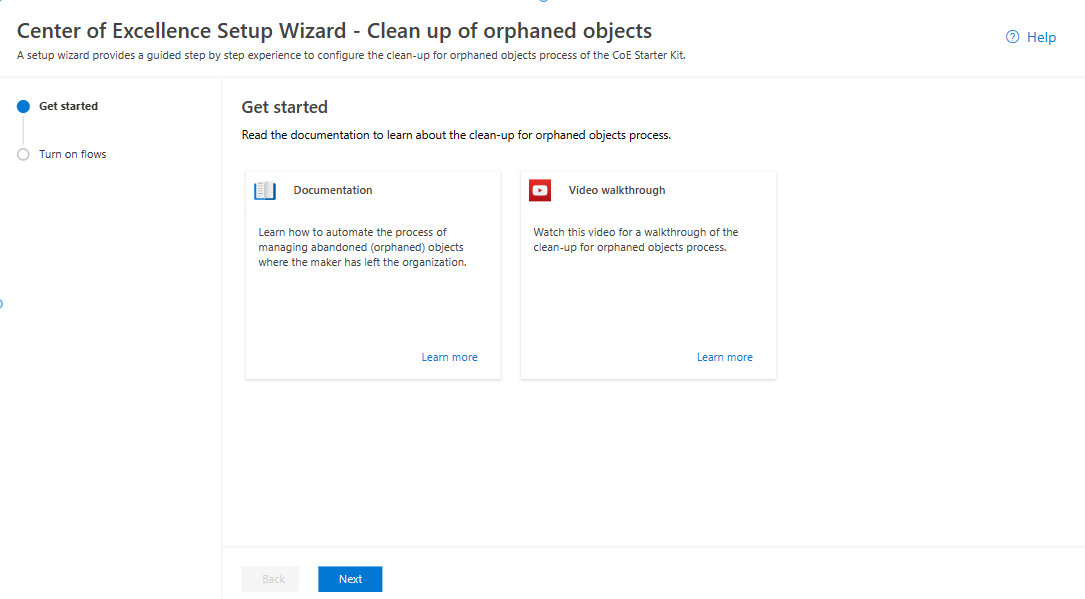 Center of Excellence Setup Wizard - Clean up of orphaned objects
A setup wizard provides a guided step by step experience to configure the clean-up for orphaned objects process of the CoE Starter Kit.
Help
Get started
Turn on flows
Get started
Read the documentation to learn about the clean-up for orphaned objects process.
Documentation
Learn how to automate the process of
managing abandoned (orphaned) objects
where the maker has left the organization.
Learn more
Video walkthrough
Watch this video for a walkthrough of the
clean-up for orphaned objects process.
Learn more
Back
Next